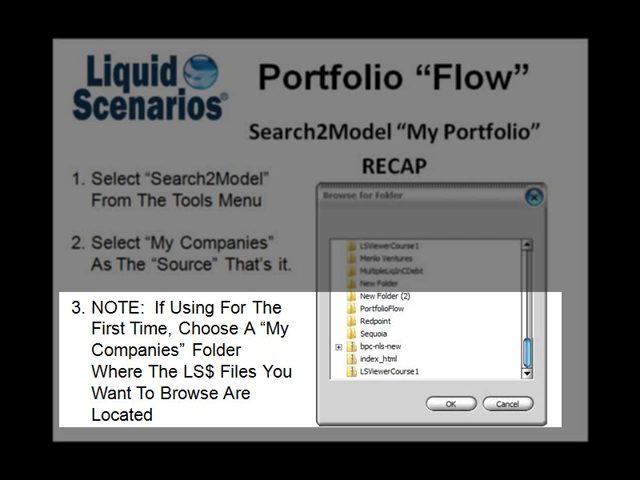 Liquid
Scenarios®
Portfolio “Flow”
Search2Model “My Portfolio”
RECAP
1. Select “Search2Model”
From The Tools Menu
2. Select “My Companies”
As The “Source” That’s it.
3. NOTE: If Using For The
First Time, Choose A “My
Companies” Folder
Where The LS$ Files You
Want To Browse Are
Located
Browse for Folder
LSViewerCourse1
Menlo Ventures
MultipleLiqInCDebt
New Folder
New Folder (2)
PortfolioFlow
Redpoint
Sequoia
bpc-nls-new
index_html
LSViewerCourse1
OK
Cancel